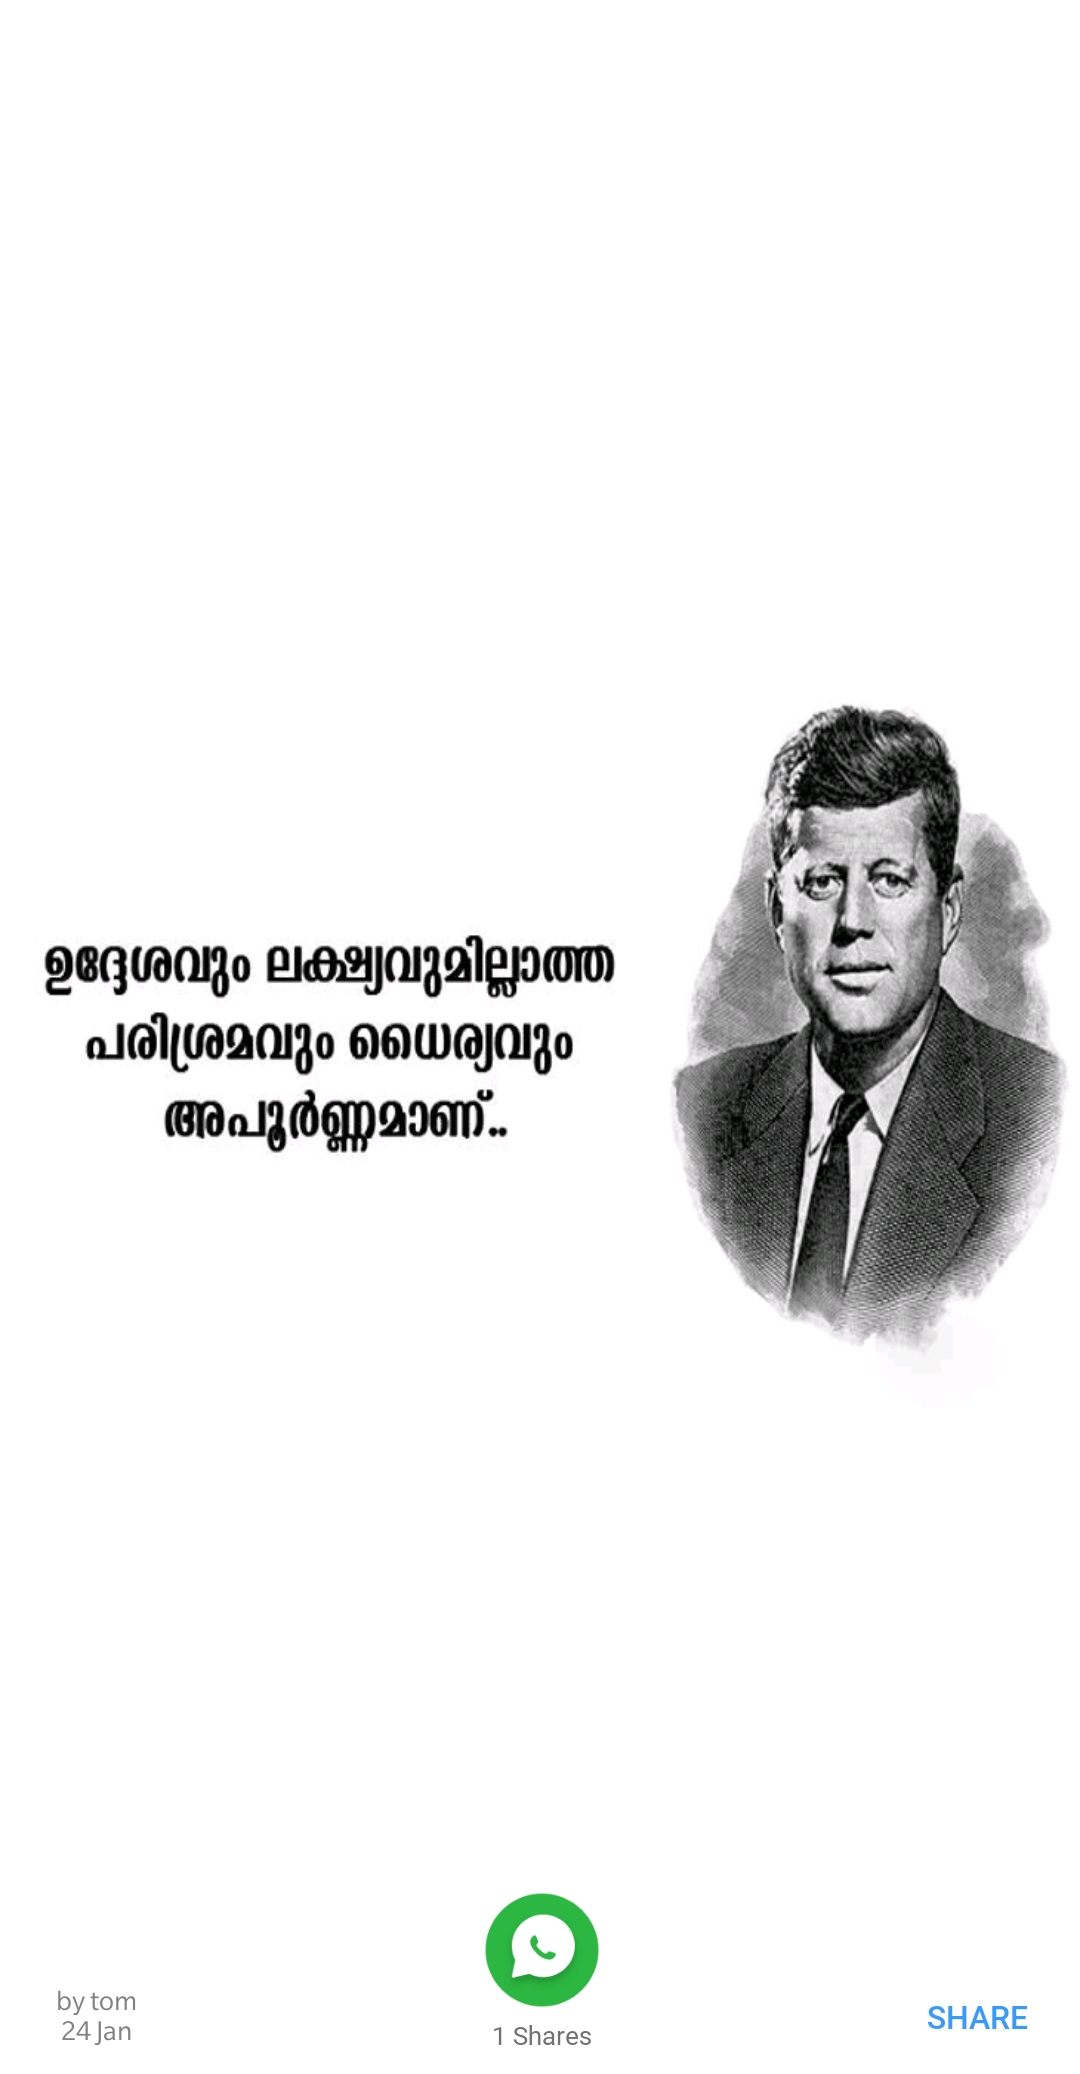 ഉദ്ദേശവും ലക്ഷ്യവുമില്ലാത്ത
പരിശ്രമവും ധൈര്യവും
അപൂർണ്ണമാണ്..
by tom
24 Jan
1 Shares
SHARE